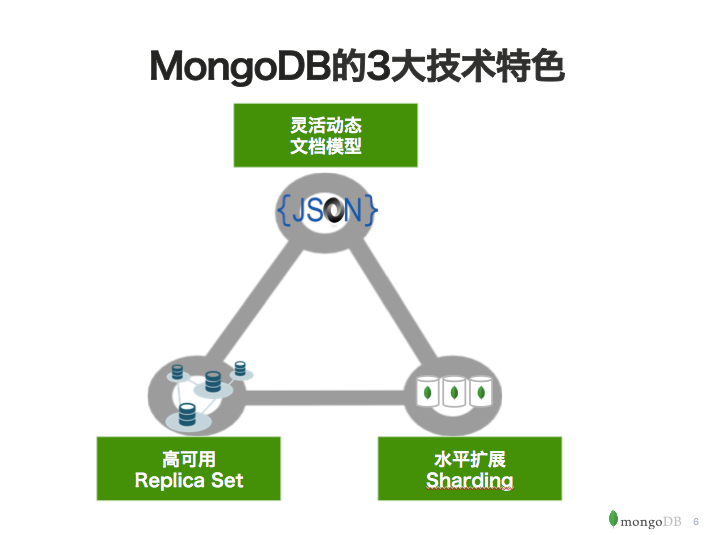 MongoDB的3大技术特色
灵活动态
文档模型
{JSON}
高可用
Replica Set
水平扩展
Sharding
mongoDB 6